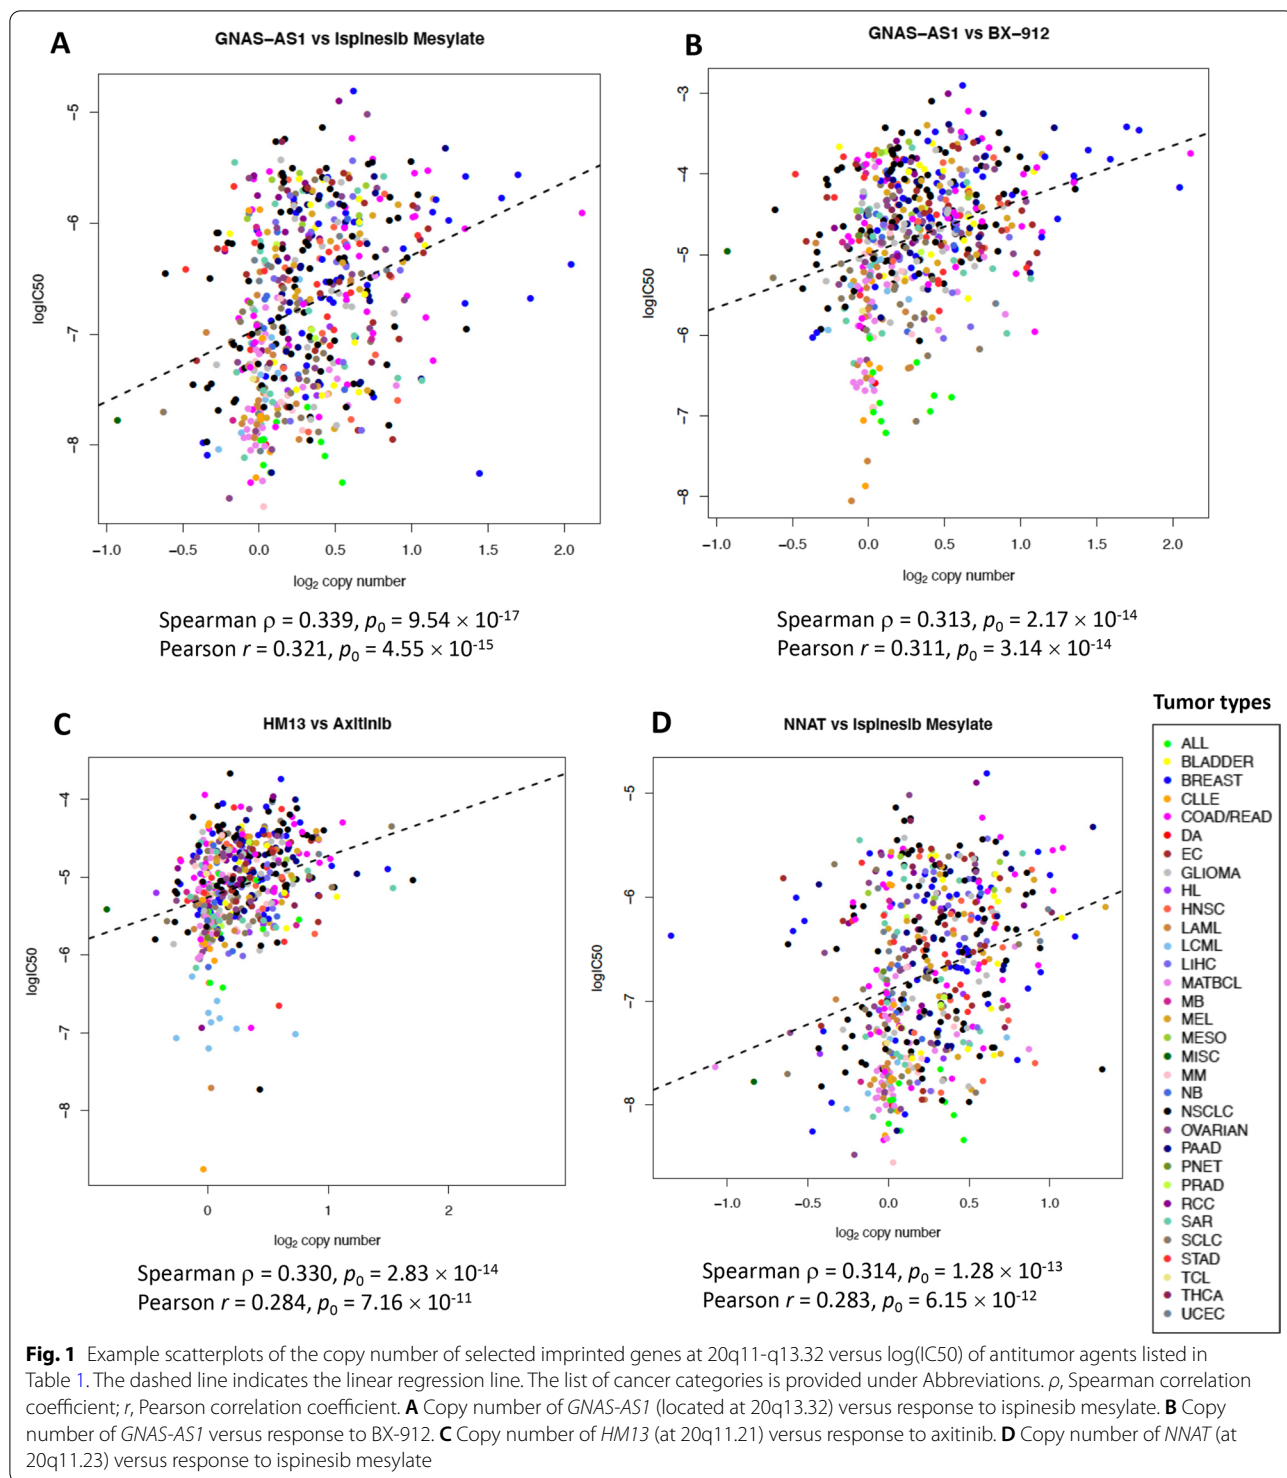 A
GNAS–AS1 vs Ispinesib Mesylate
logIC50
-5
-6
-7
-8
-1.0 -0.5 0.0 0.5 1.0 1.5 2.0
log2 copy number
Spearman ρ = 0.339, p0 = 9.54 × 10-17
Pearson r = 0.321, p0 = 4.55 × 10-15
B
GNAS–AS1 vs BX–912
logIC50
-3
-4
-5
-6
-7
-8
-1.0 -0.5 0.0 0.5 1.0 1.5 2.0
log2 copy number
Spearman ρ = 0.313, p0 = 2.17 × 10-14
Pearson r = 0.311, p0 = 3.14 × 10-14
C
HM13 vs Axitinib
logIC50
-4
-5
-6
-7
-8
0 1 2
log2 copy number
Spearman ρ = 0.330, p0 = 2.83 × 10-14
Pearson r = 0.284, p0 = 7.16 × 10-11
D
NNAT vs Ispinesib Mesylate
logIC50
-5
-6
-7
-8
-1.0 -0.5 0.0 0.5 1.0
log2 copy number
Spearman ρ = 0.314, p0 = 1.28 × 10-13
Pearson r = 0.283, p0 = 6.15 × 10-12
Tumor types
ALL
BLADDER
BREAST
CLLE
COAD/READ
DA
EC
GLIOMA
HL
HNSC
LAML
LCML
LIHC
MATBCL
MB
MEL
MESO
MISC
MM
NB
NSCLC
OVARIAN
PAAD
PNET
PRAD
RCC
SAR
SCLC
STAD
TCL
THCA
UCEC
Fig. 1 Example scatterplots of the copy number of selected imprinted genes at 20q11-q13.32 versus log(IC50) of antitumor agents listed in
Table 1. The dashed line indicates the linear regression line. The list of cancer categories is provided under Abbreviations. ρ, Spearman correlation
coefficient; r, Pearson correlation coefficient. A Copy number of GNAS-AS1 (located at 20q13.32) versus response to ispinesib mesylate. B Copy
number of GNAS-AS1 versus response to BX-912. C Copy number of HM13 (at 20q11.21) versus response to axitinib. D Copy number of NNAT (at
20q11.23) versus response to ispinesib mesylate